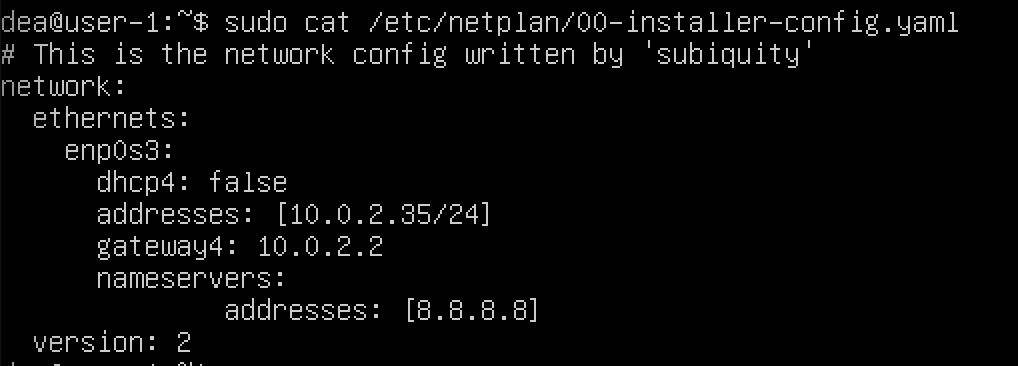 dea@user-1:~$ sudo cat /etc/netplan/00-installer-config.yaml
# This is the network config written by 'subiquity'
network:
  ethernets:
    enp0s3:
      dhcp4: false
      addresses: [10.0.2.35/24]
      gateway4: 10.0.2.2
      nameservers:
              addresses: [8.8.8.8]
  version: 2